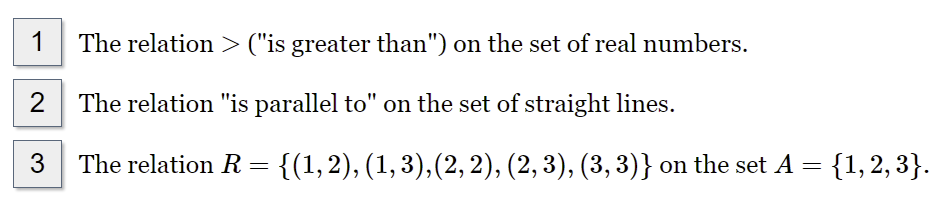 1 The relation > ("is greater than") on the set of real numbers.
2 The relation "is parallel to" on the set of straight lines.
3 The relation R = {(1, 2), (1, 3),(2, 2), (2, 3), (3, 3)} on the set A = {1, 2, 3}.